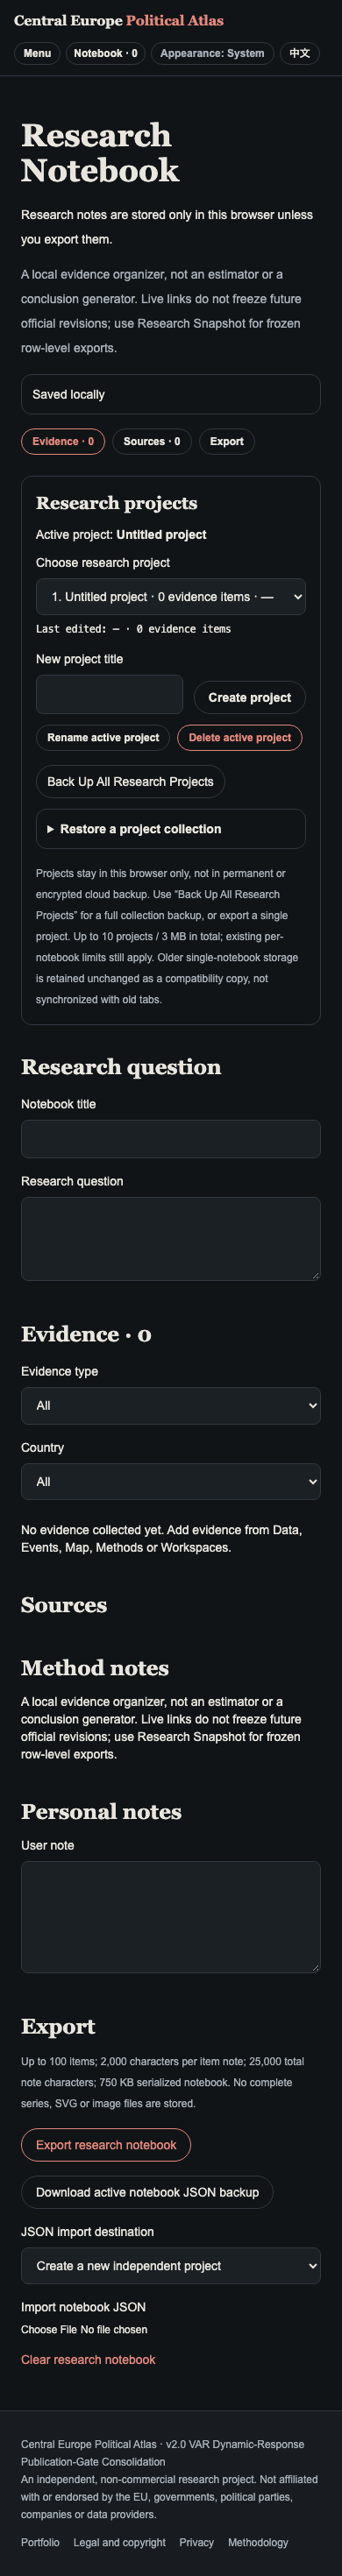 Central Europe Political Atlas
Menu
Notebook · 0
Appearance: System
中文
Research
Notebook
Research notes are stored only in this browser unless
you export them.
A local evidence organizer, not an estimator or a
conclusion generator. Live links do not freeze future
official revisions; use Research Snapshot for frozen
row-level exports.
Saved locally
Evidence · 0
Sources · 0
Export
Research projects
Active project: Untitled project
Choose research project
1. Untitled project · 0 evidence items · —
Last edited: — · 0 evidence items
New project title
Create project
Rename active project
Delete active project
Back Up All Research Projects
Restore a project collection
Projects stay in this browser only, not in permanent or
encrypted cloud backup. Use “Back Up All Research
Projects” for a full collection backup, or export a single
project. Up to 10 projects / 3 MB in total; existing per-
notebook limits still apply. Older single-notebook storage
is retained unchanged as a compatibility copy, not
synchronized with old tabs.
Research question
Notebook title
Research question
Evidence · 0
Evidence type
All
Country
All
No evidence collected yet. Add evidence from Data,
Events, Map, Methods or Workspaces.
Sources
Method notes
A local evidence organizer, not an estimator or a
conclusion generator. Live links do not freeze future
official revisions; use Research Snapshot for frozen
row-level exports.
Personal notes
User note
Export
Up to 100 items; 2,000 characters per item note; 25,000 total
note characters; 750 KB serialized notebook. No complete
series, SVG or image files are stored.
Export research notebook
Download active notebook JSON backup
JSON import destination
Create a new independent project
Import notebook JSON
Choose File No file chosen
Clear research notebook
Central Europe Political Atlas · v2.0 VAR Dynamic-Response
Publication-Gate Consolidation
An independent, non-commercial research project. Not affiliated
with or endorsed by the EU, governments, political parties,
companies or data providers.
Portfolio
Legal and copyright
Privacy
Methodology